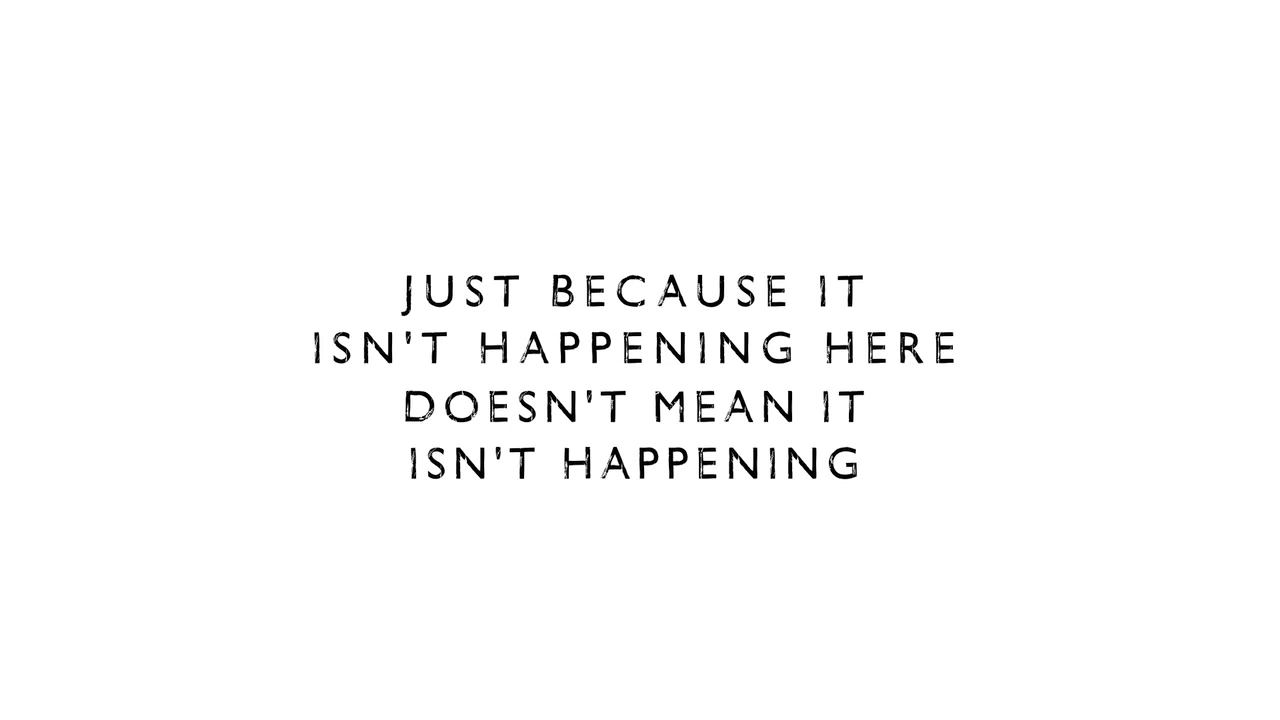 JUST BECAUSE IT
ISN'T HAPPENING HERE
DOESN'T MEAN IT
ISN'T HAPPENING